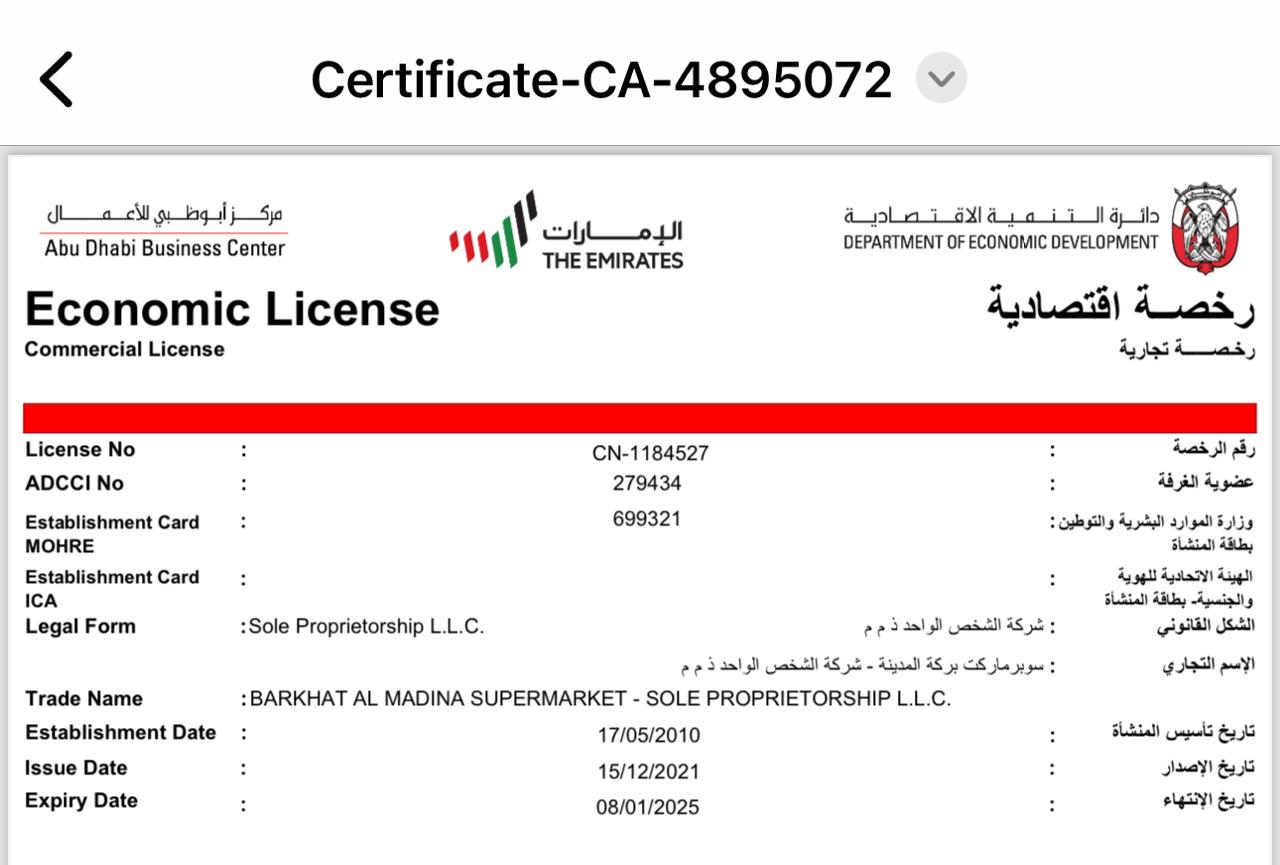 Certificate-CA-4895072
مركز أبوظبي للأعمال
Abu Dhabi Business Center
الإمارات
THE EMIRATES
دائرة التنمية الاقتصادية
DEPARTMENT OF ECONOMIC DEVELOPMENT
Economic License
رخصة اقتصادية
Commercial License
رخصة تجارية
License No : CN-1184527 : رقم الرخصة
ADCCI No : 279434 : عضوية الغرفة
Establishment Card : 699321 : وزارة الموارد البشرية والتوطين
MOHRE بطاقة المنشأة
Establishment Card : : الهيئة الاتحادية للهوية
ICA والجنسية- بطاقة المنشأة
Legal Form :Sole Proprietorship L.L.C. شركة الشخص الواحد ذ م م : الشكل القانوني
سوبرماركت بركة المدينة - شركة الشخص الواحد ذ م م : الإسم التجاري
Trade Name :BARKHAT AL MADINA SUPERMARKET - SOLE PROPRIETORSHIP L.L.C.
Establishment Date : 17/05/2010 : تاريخ تأسيس المنشأة
Issue Date : 15/12/2021 : تاريخ الإصدار
Expiry Date : 08/01/2025 : تاريخ الإنتهاء